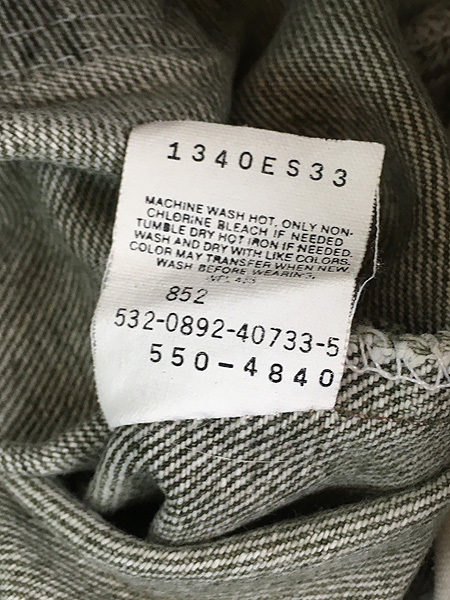 1340ES33
MACHINE WASH HOT, ONLY NON-
CHLORINE BLEACH IF NEEDED
TUMBLE DRY HOT IRON IF NEEDED.
WASH AND DRY WITH LIKE COLORS.
COLOR MAY TRANSFER WHEN NEW.
WASH BEFORE WEARING.
852
532-0892-40733-5
550-4840